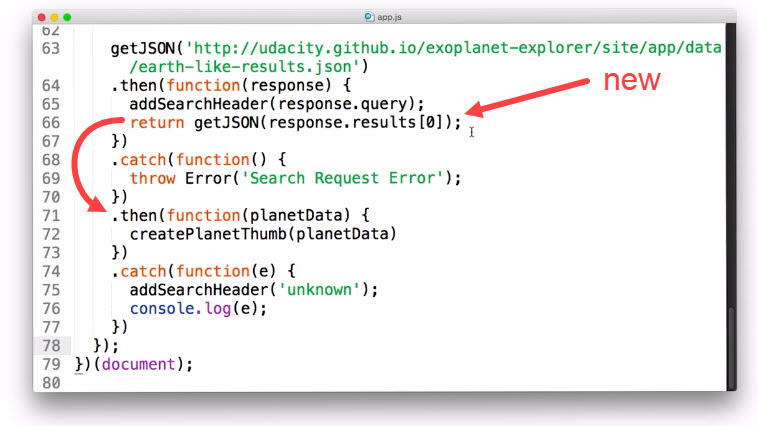 app.js
62
63 getJSON('http://udacity.github.io/exoplanet-explorer/site/app/data
/earth-like-results.json')
64 .then(function(response) {
new
65 addSearchHeader(response.query);
66 return getJSON(response.results[0]);
67 })
68 .catch(function() {
69 throw Error('Search Request Error');
70 })
71 .then(function(planetData) {
72 createPlanetThumb(planetData)
73 })
74 .catch(function(e) {
75 addSearchHeader('unknown');
76 console.log(e);
77 })
78 });
79 })(document);
80